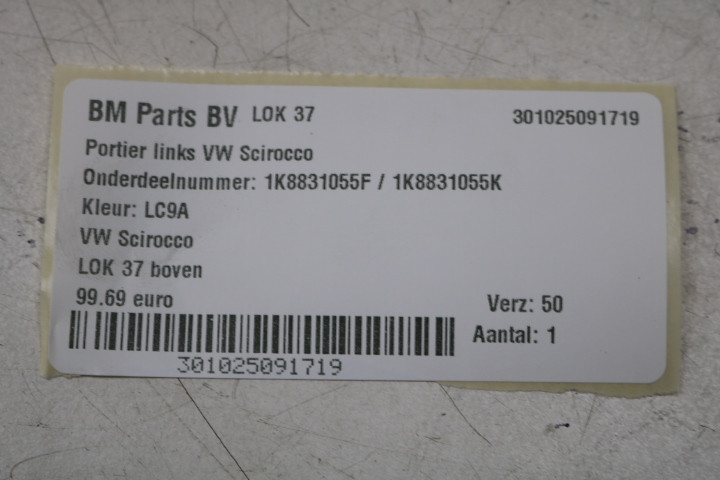 BM Parts BV LOK 37 301025091719
Portier links VW Scirocco
Onderdeelnummer: 1K8831055F / 1K8831055K
Kleur: LC9A
VW Scirocco
LOK 37 boven
99.69 euro Verz: 50
Aantal: 1
301025091719